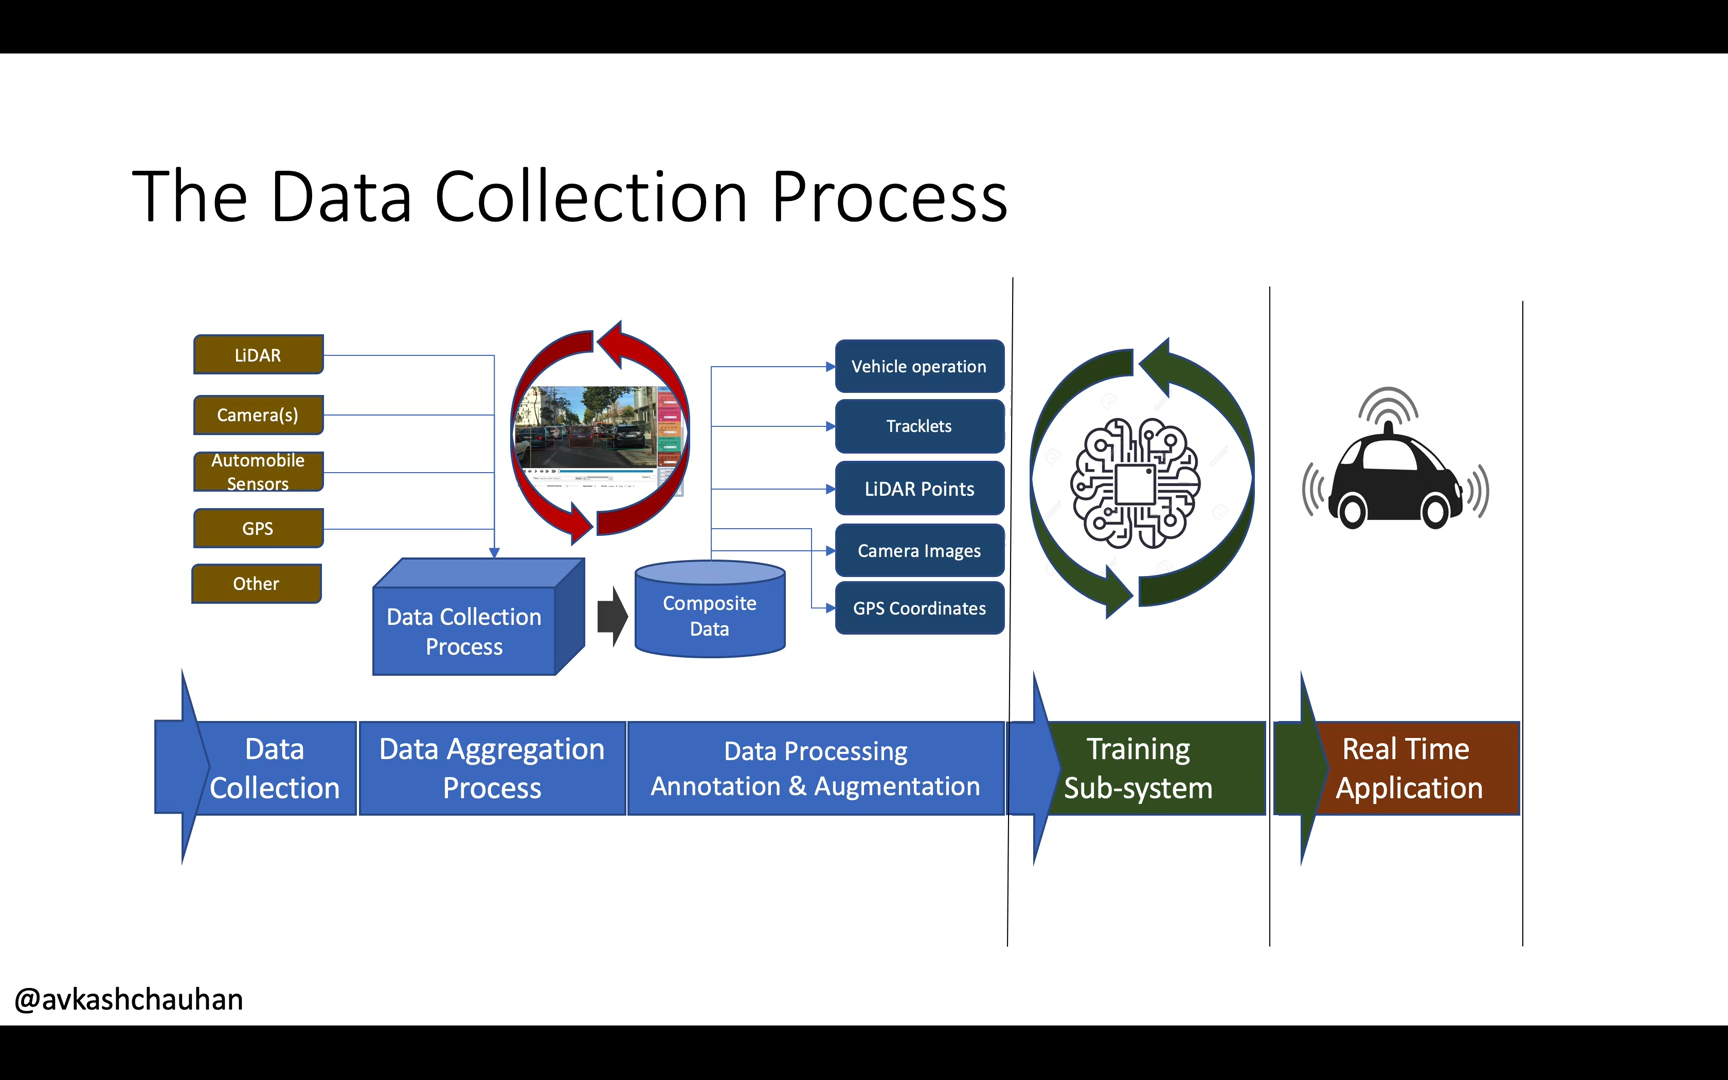 The Data Collection Process
LiDAR
Camera(s)
Automobile
Sensors
GPS
Other
Data Collection
Process
Composite
Data
Vehicle operation
Tracklets
LiDAR Points
Camera Images
GPS Coordinates
Data
Collection
Data Aggregation
Process
Data Processing
Annotation & Augmentation
Training
Sub-system
Real Time
Application
@avkashchauhan